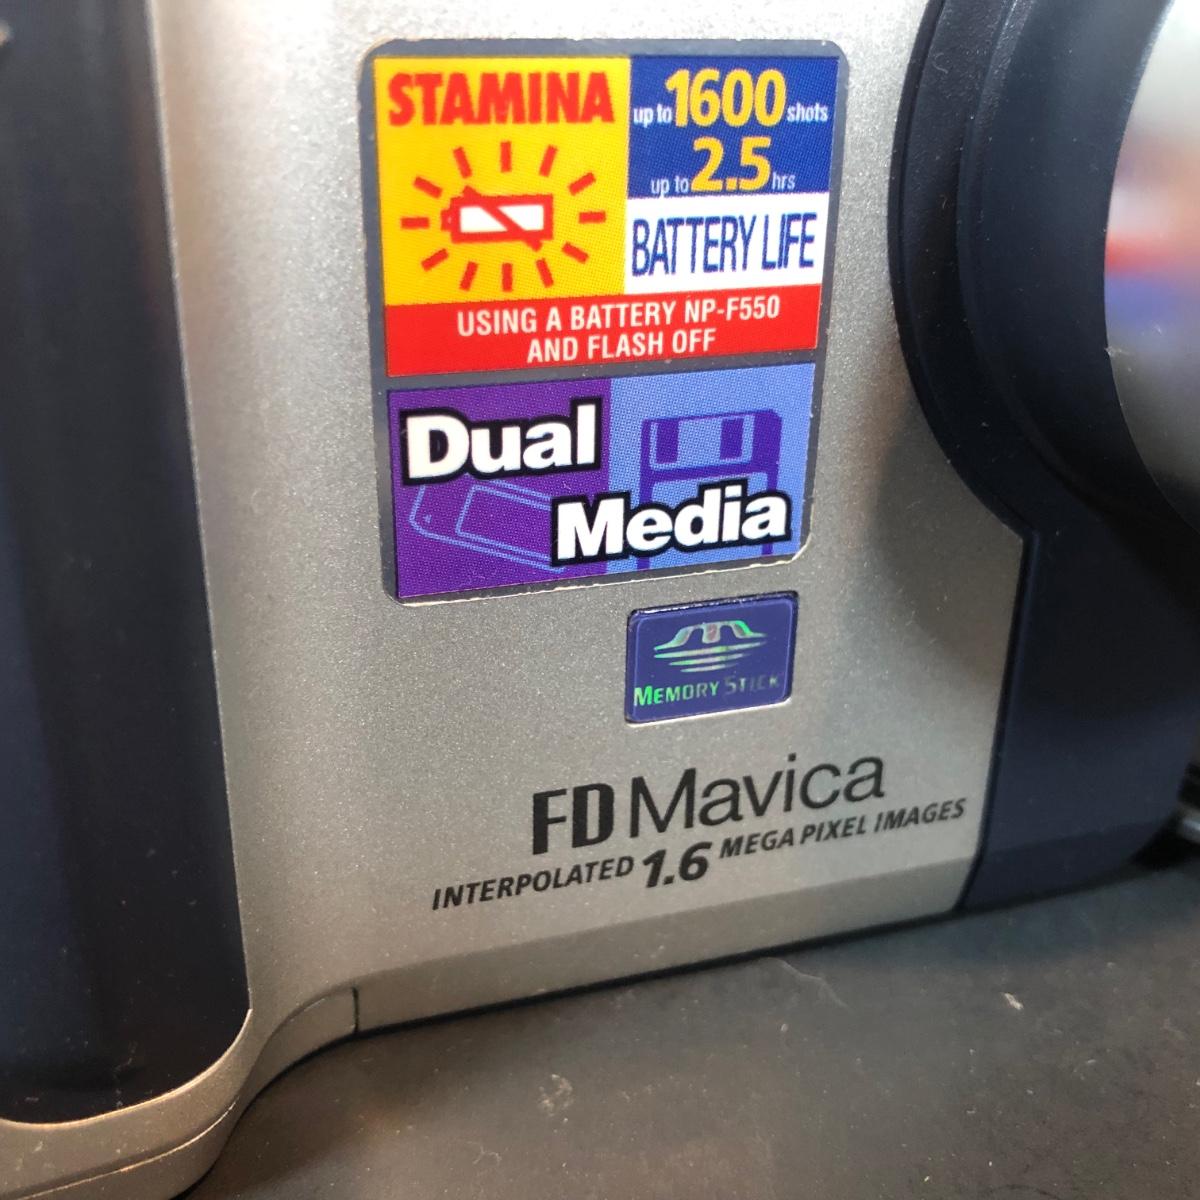 STAMINA
up to 1600 shots
up to 2.5 hrs
BATTERY LIFE
USING A BATTERY NP-F550
AND FLASH OFF
Dual
Media
MEMORY STICK
FD Mavica
INTERPOLATED 1.6 MEGA PIXEL IMAGES